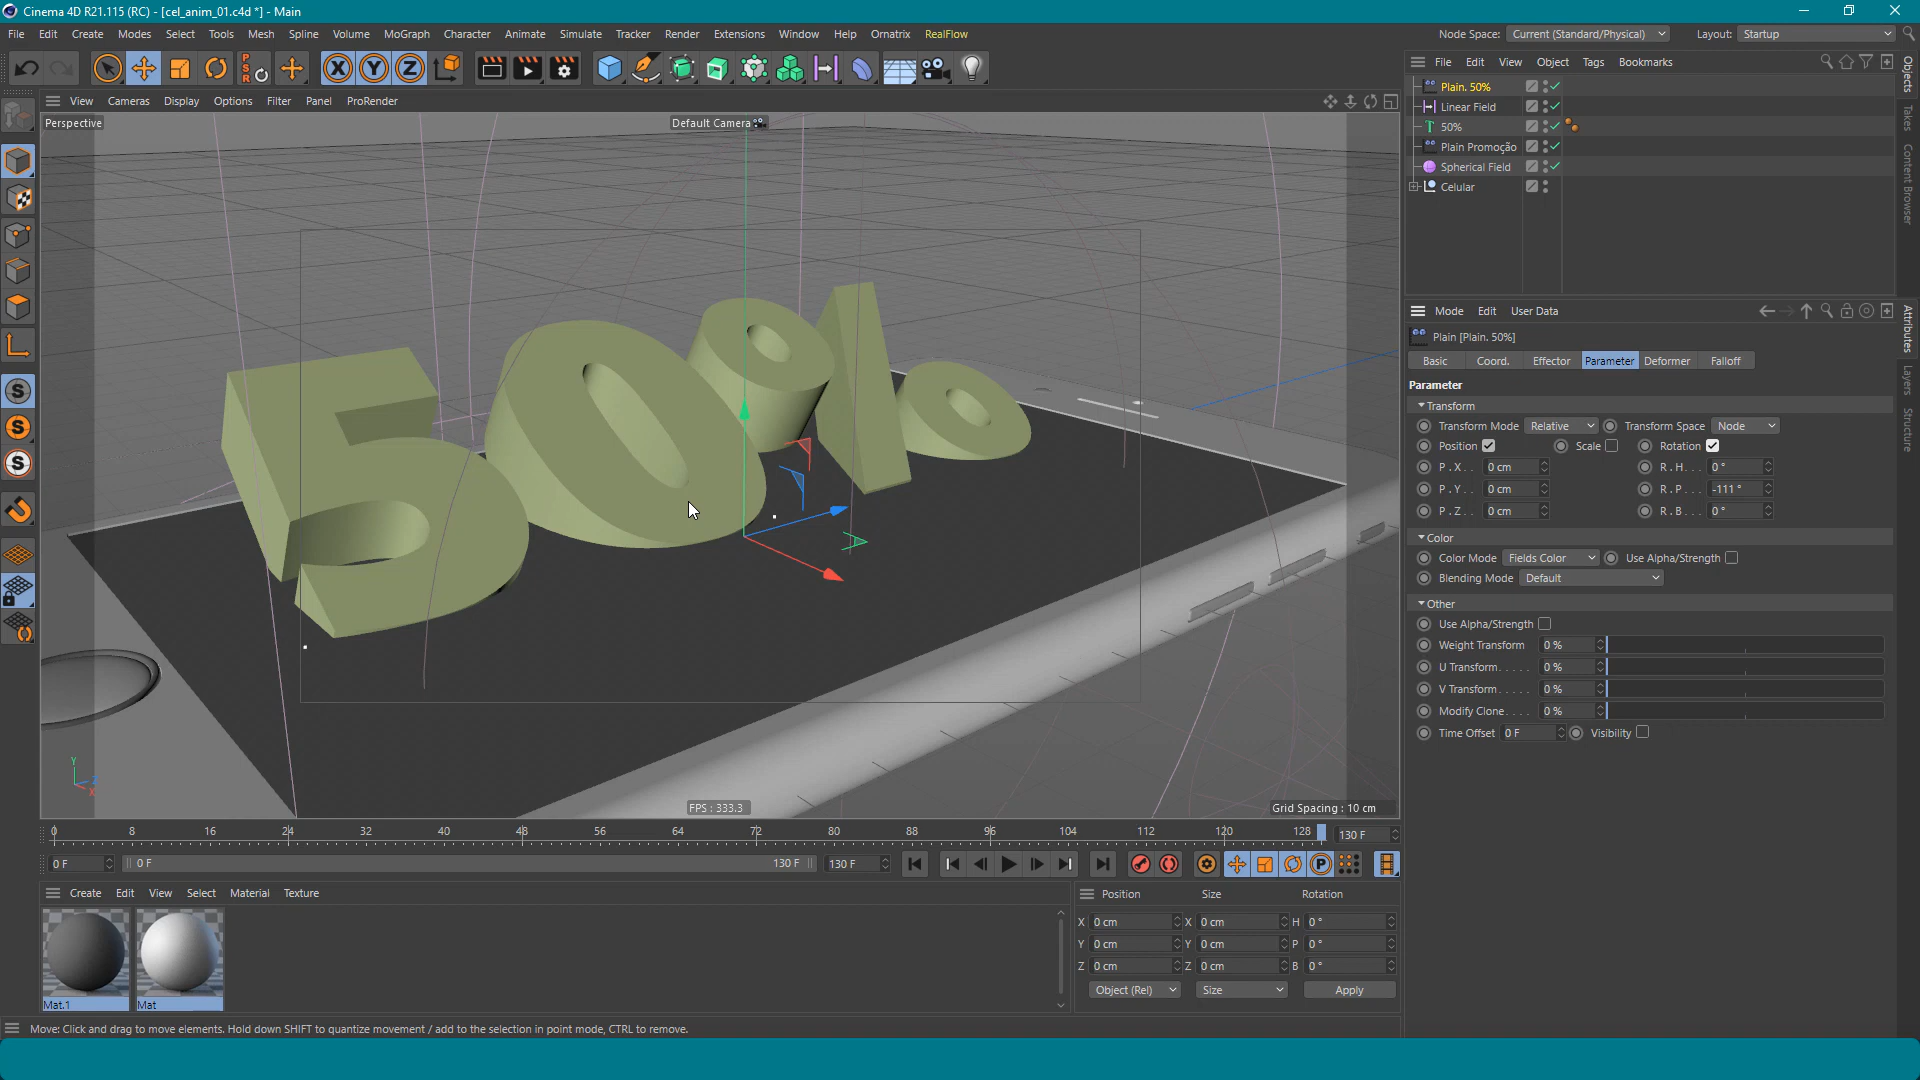 Cinema 4D R21.115 (RC) - [cel_anim_01.c4d *] - Main
File Edit Create Modes Select Tools Mesh Spline Volume MoGraph Character Animate Simulate Tracker Render Extensions Window Help Ornatrix RealFlow
Node Space: Current (Standard/Physical) Layout: Startup
PSR X Y Z
View Cameras Display Options Filter Panel ProRender
Perspective
Default Camera
50%
FPS : 333.3
Grid Spacing : 10 cm
Y Z X
0 8 16 24 32 40 48 56 64 72 80 88 96 104 112 120 128 130 F
0 F 0 F 130 F 130 F
Create Edit View Select Material Texture
Mat.1 Mat
Position Size Rotation
X 0 cm X 0 cm H 0 °
Y 0 cm Y 0 cm P 0 °
Z 0 cm Z 0 cm B 0 °
Object (Rel) Size Apply
Move: Click and drag to move elements. Hold down SHIFT to quantize movement / add to the selection in point mode, CTRL to remove.
File Edit View Object Tags Bookmarks
Plain. 50%
Linear Field
50%
Plain Promoção
Spherical Field
Celular
Objects
Takes
Content Browser
Mode Edit User Data
Plain [Plain. 50%]
Basic Coord. Effector Parameter Deformer Falloff
Parameter
Transform
Transform Mode Relative Transform Space Node
Position Scale Rotation
P . X . . 0 cm R . H . . . 0 °
P . Y . . 0 cm R . P . . . -111 °
P . Z . . 0 cm R . B . . . 0 °
Color
Color Mode Fields Color Use Alpha/Strength
Blending Mode Default
Other
Use Alpha/Strength
Weight Transform 0 %
U Transform . . . . . 0 %
V Transform . . . . . 0 %
Modify Clone . . . . 0 %
Time Offset 0 F Visibility
Attributes
Layers
Structure